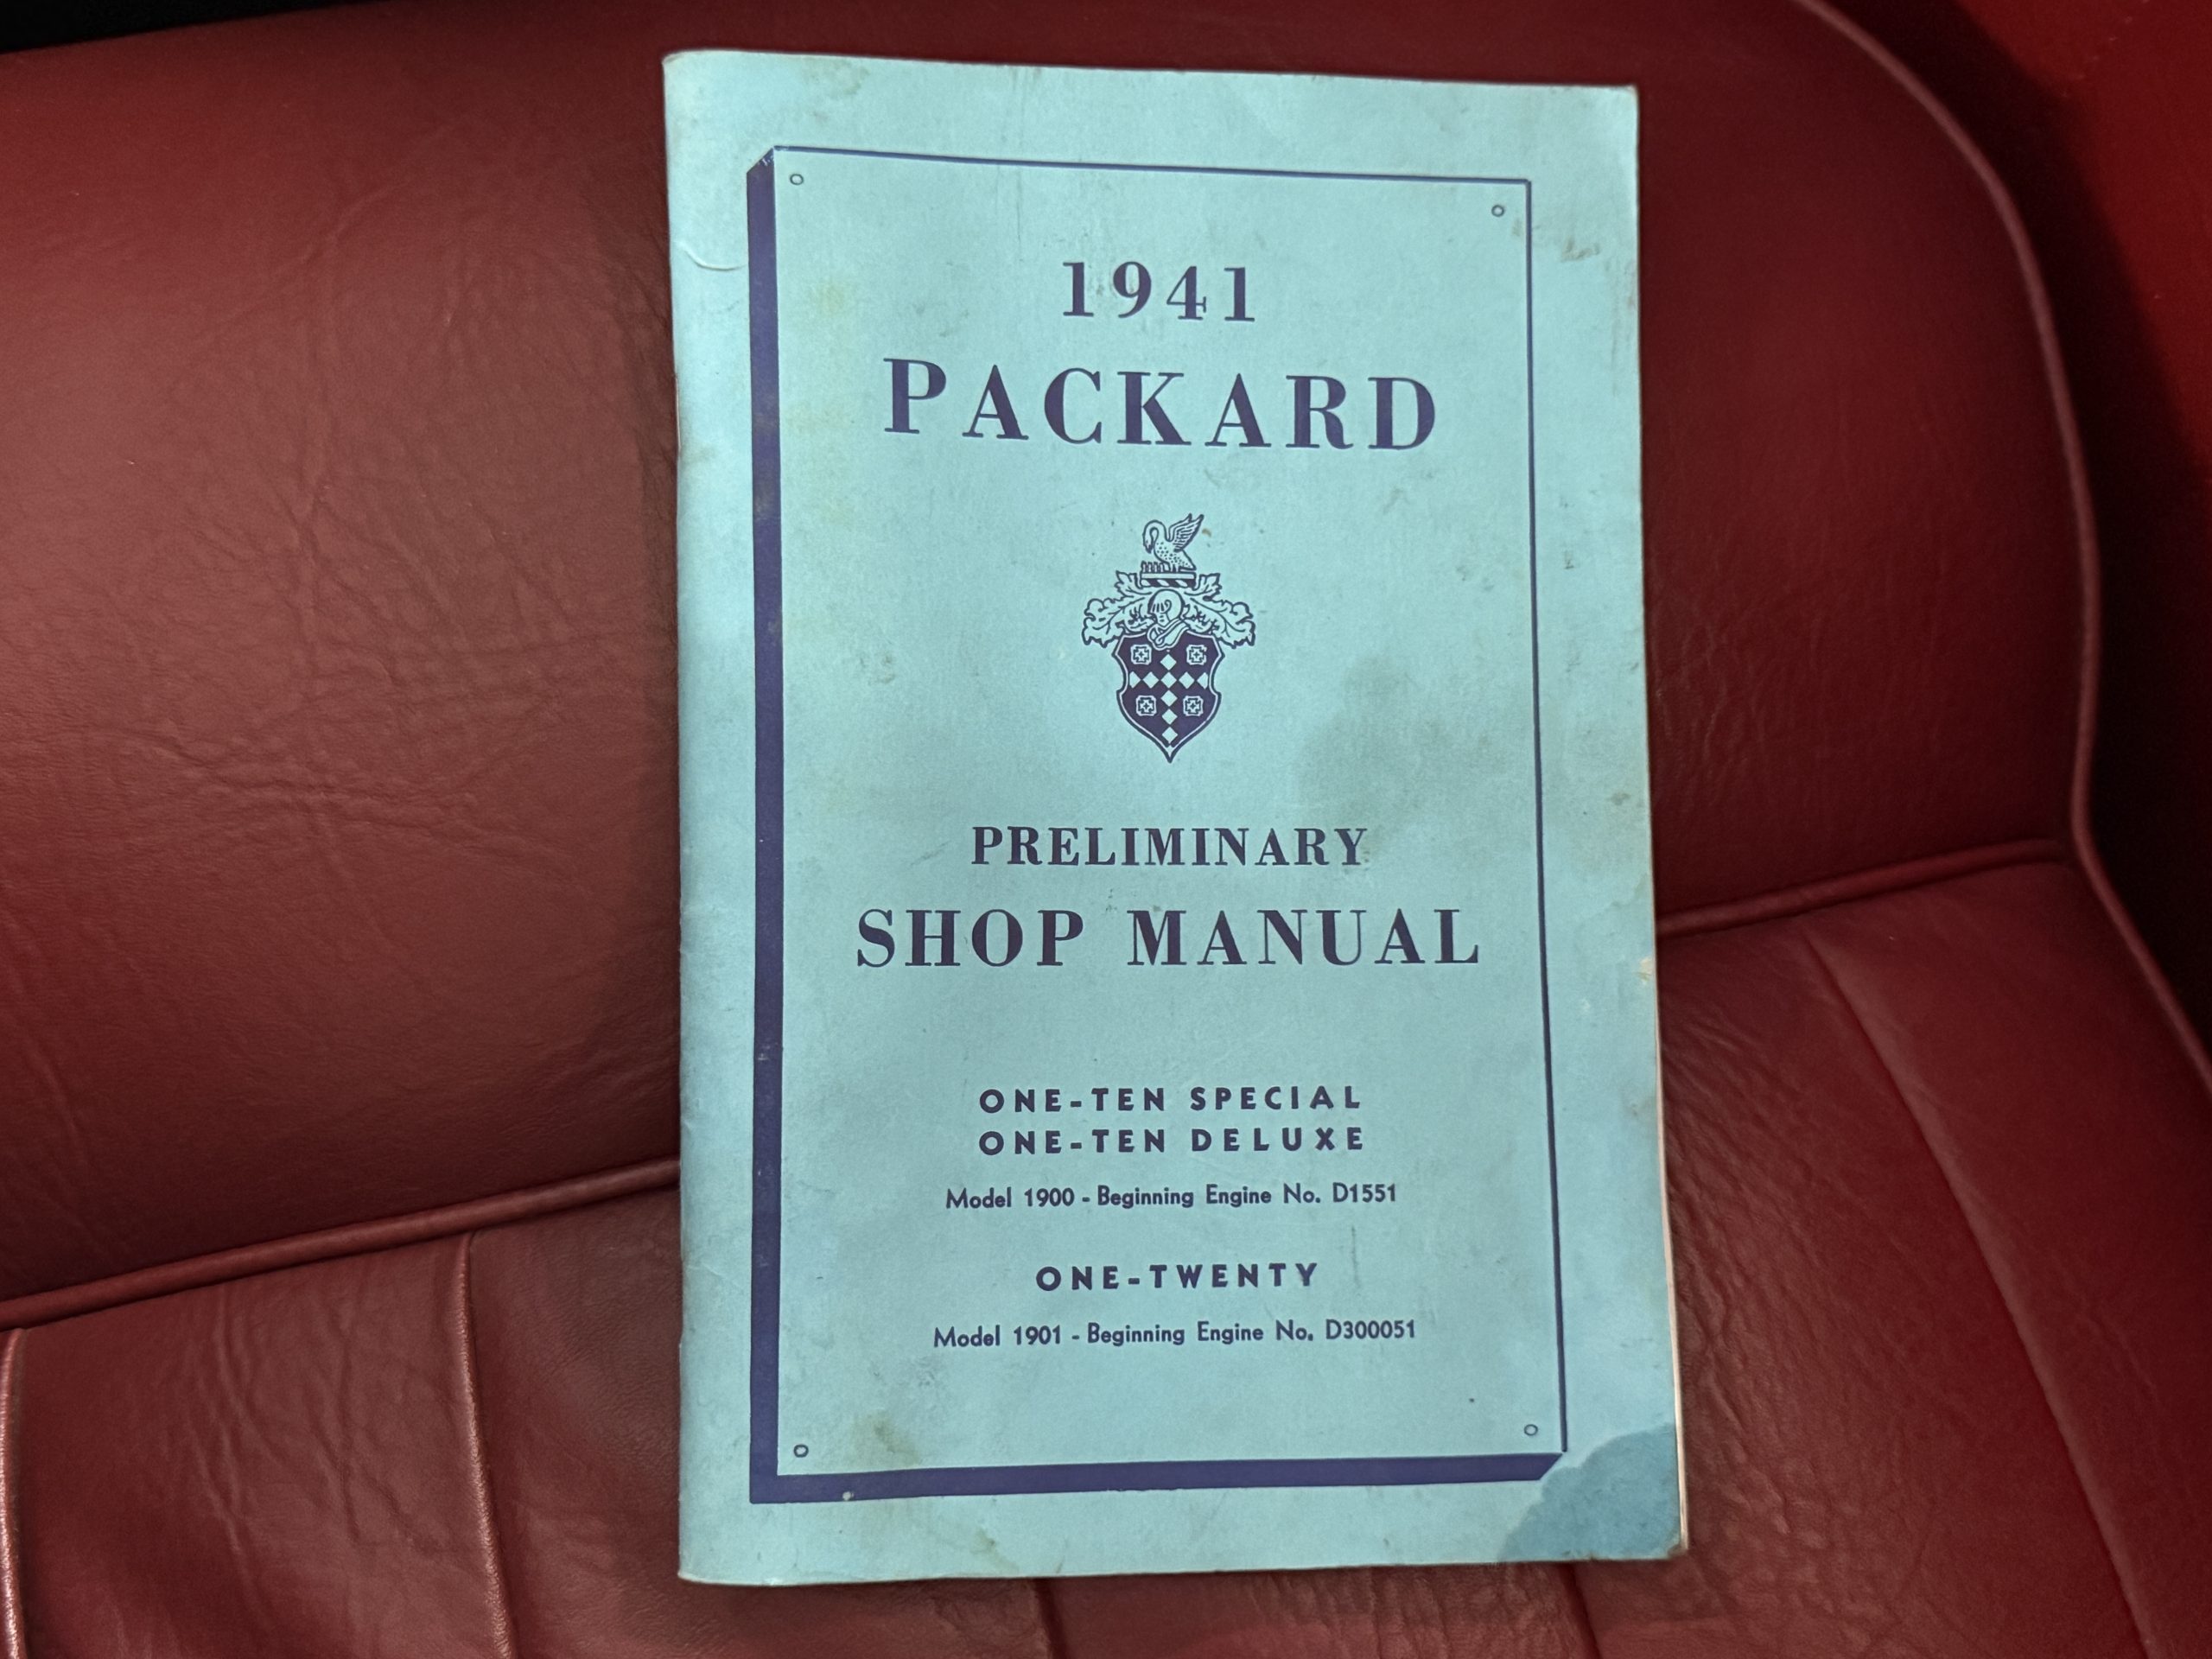 1941
PACKARD
PRELIMINARY
SHOP MANUAL
ONE-TEN SPECIAL
ONE-TEN DELUXE
Model 1900 - Beginning Engine No. D1551
ONE-TWENTY
Model 1901 - Beginning Engine No. D300051